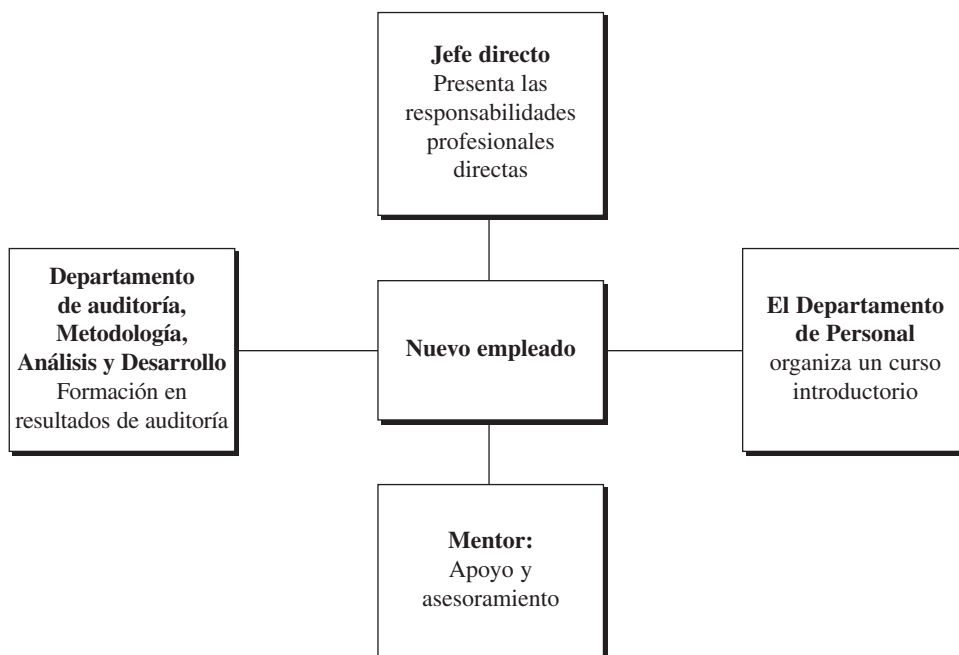 Jefe directo
Presenta las
responsabilidades
profesionales
directas
Departamento
de auditoría,
Metodología,
Análisis y Desarrollo
Formación en
resultados de auditoría
Nuevo empleado
El Departamento
de Personal
organiza un curso
introductorio
Mentor:
Apoyo y
asesoramiento